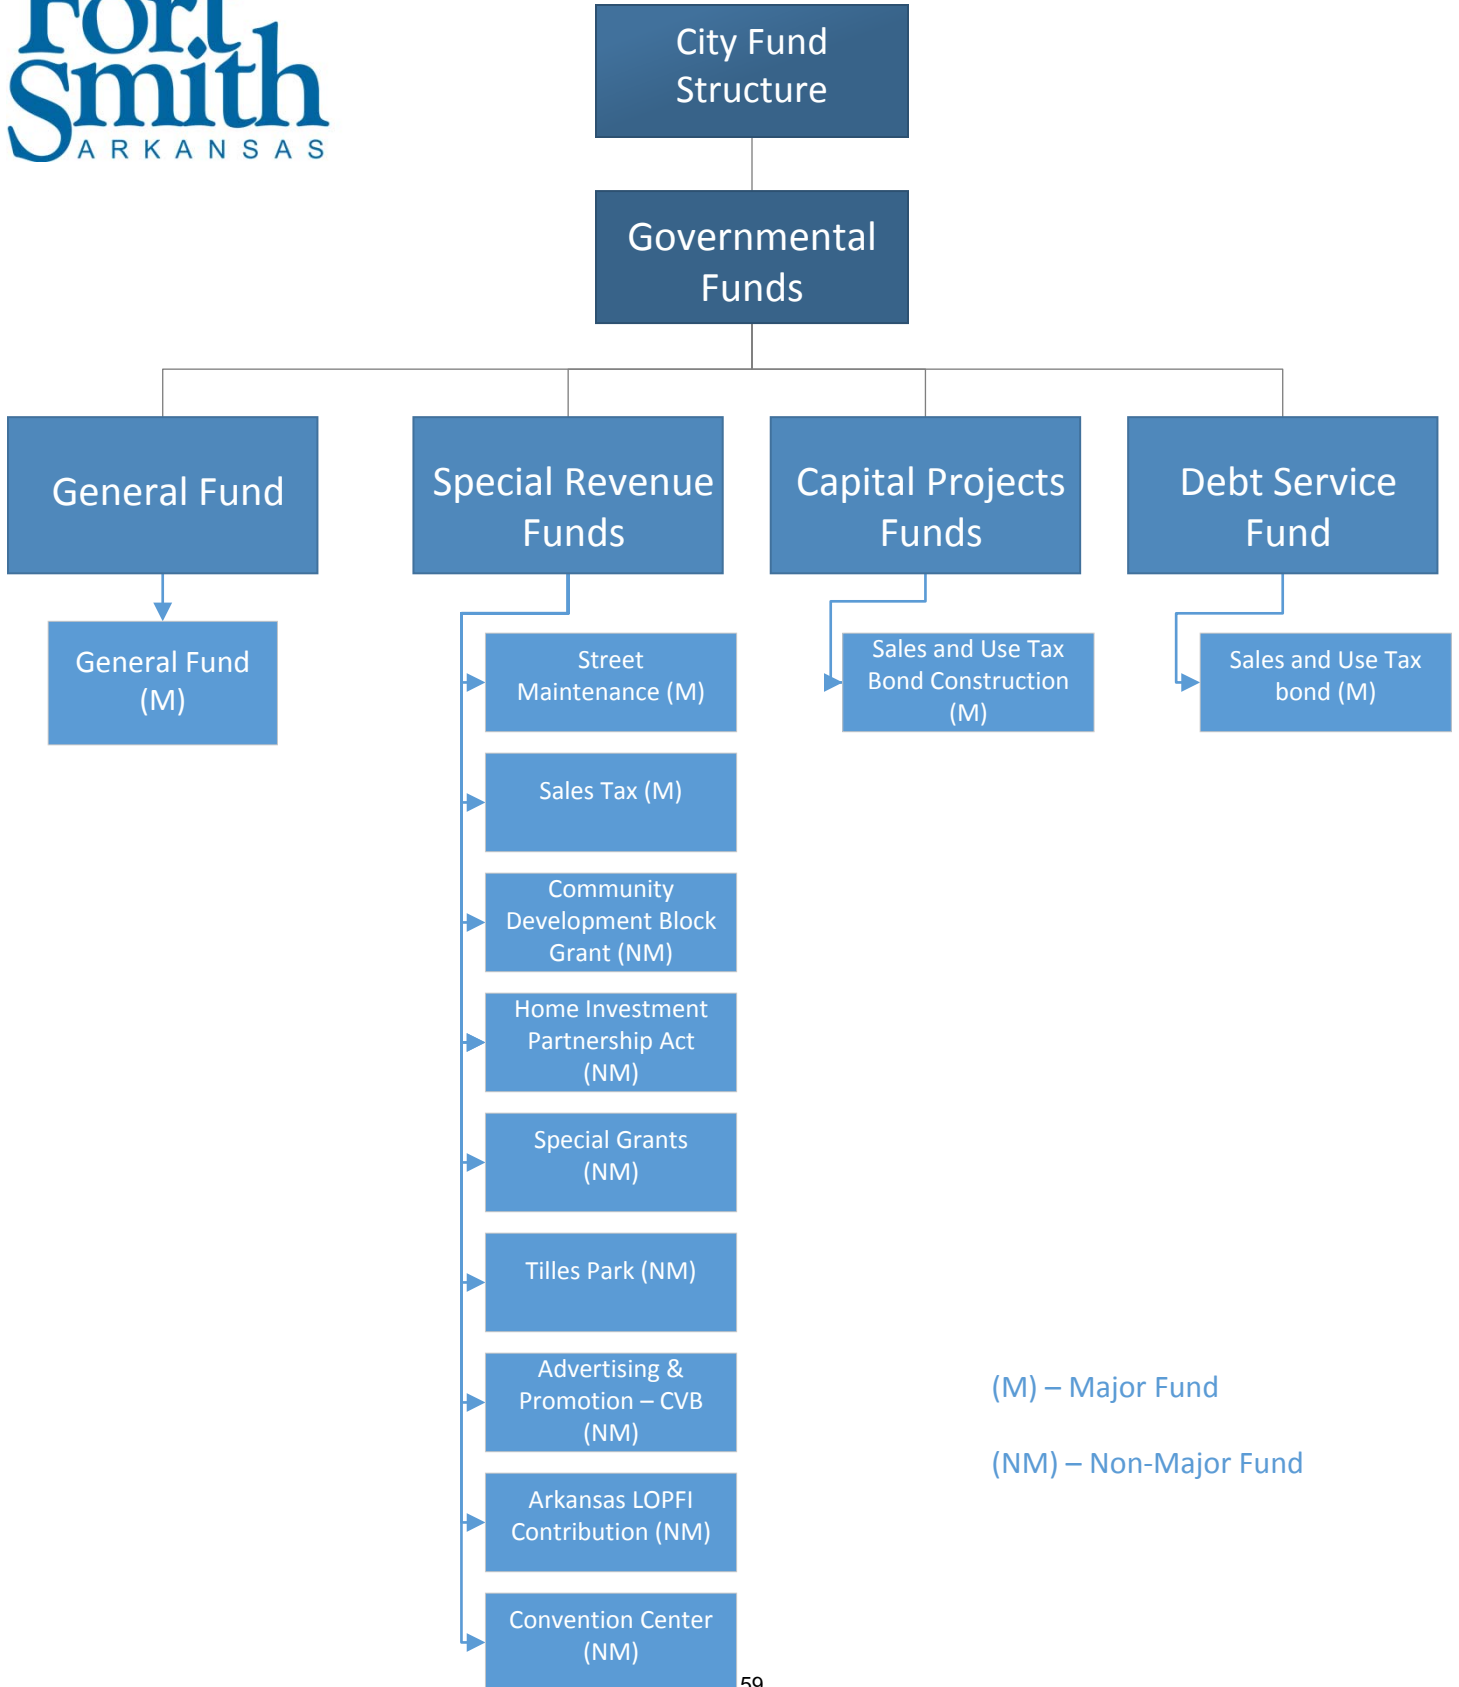 Fort
Smith
ARKANSAS
City Fund
Structure
Governmental
Funds
General Fund
Special Revenue
Funds
Capital Projects
Funds
Debt Service
Fund
General Fund
(M)
Street
Maintenance (M)
Sales Tax (M)
Community
Development Block
Grant (NM)
Home Investment
Partnership Act
(NM)
Special Grants
(NM)
Tilles Park (NM)
Advertising &
Promotion – CVB
(NM)
Arkansas LOPFI
Contribution (NM)
Convention Center
(NM)
Sales and Use Tax
Bond Construction
(M)
Sales and Use Tax
bond (M)
(M) – Major Fund
(NM) – Non-Major Fund
59